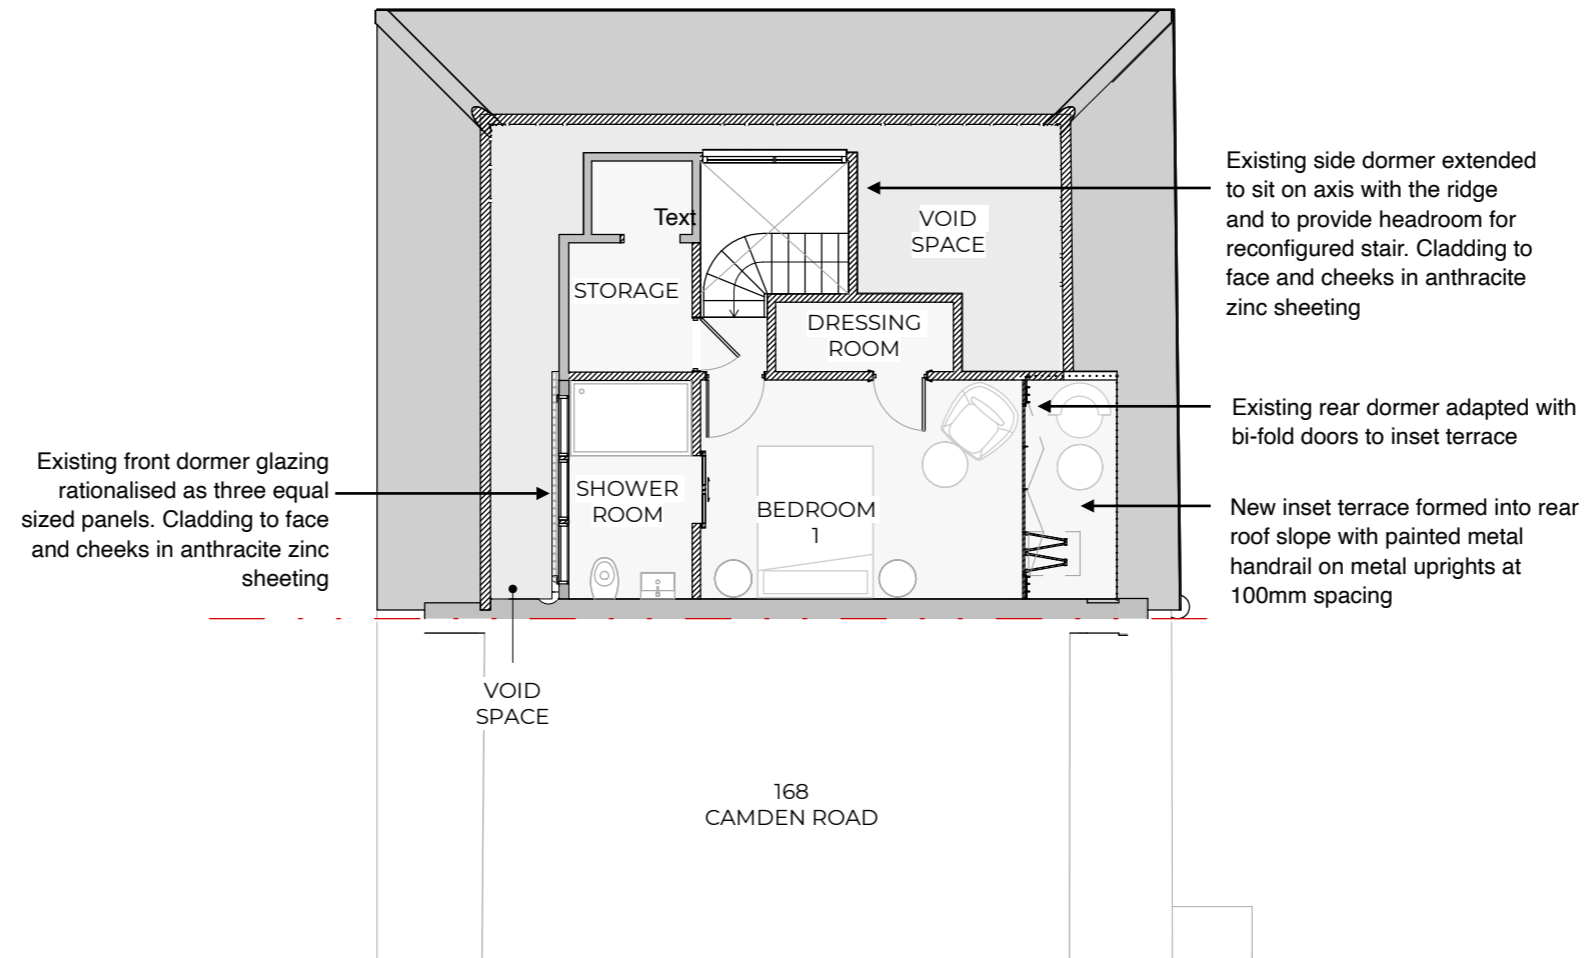 Existing side dormer extended
to sit on axis with the ridge
and to provide headroom for
reconfigured stair. Cladding to
face and cheeks in anthracite
zinc sheeting
VOID
SPACE
Text
STORAGE
DRESSING
ROOM
Existing rear dormer adapted with
bi-fold doors to inset terrace
Existing front dormer glazing
rationalised as three equal
sized panels. Cladding to face
and cheeks in anthracite zinc
sheeting
SHOWER
ROOM
BEDROOM
1
New inset terrace formed into rear
roof slope with painted metal
handrail on metal uprights at
100mm spacing
VOID
SPACE
168
CAMDEN ROAD